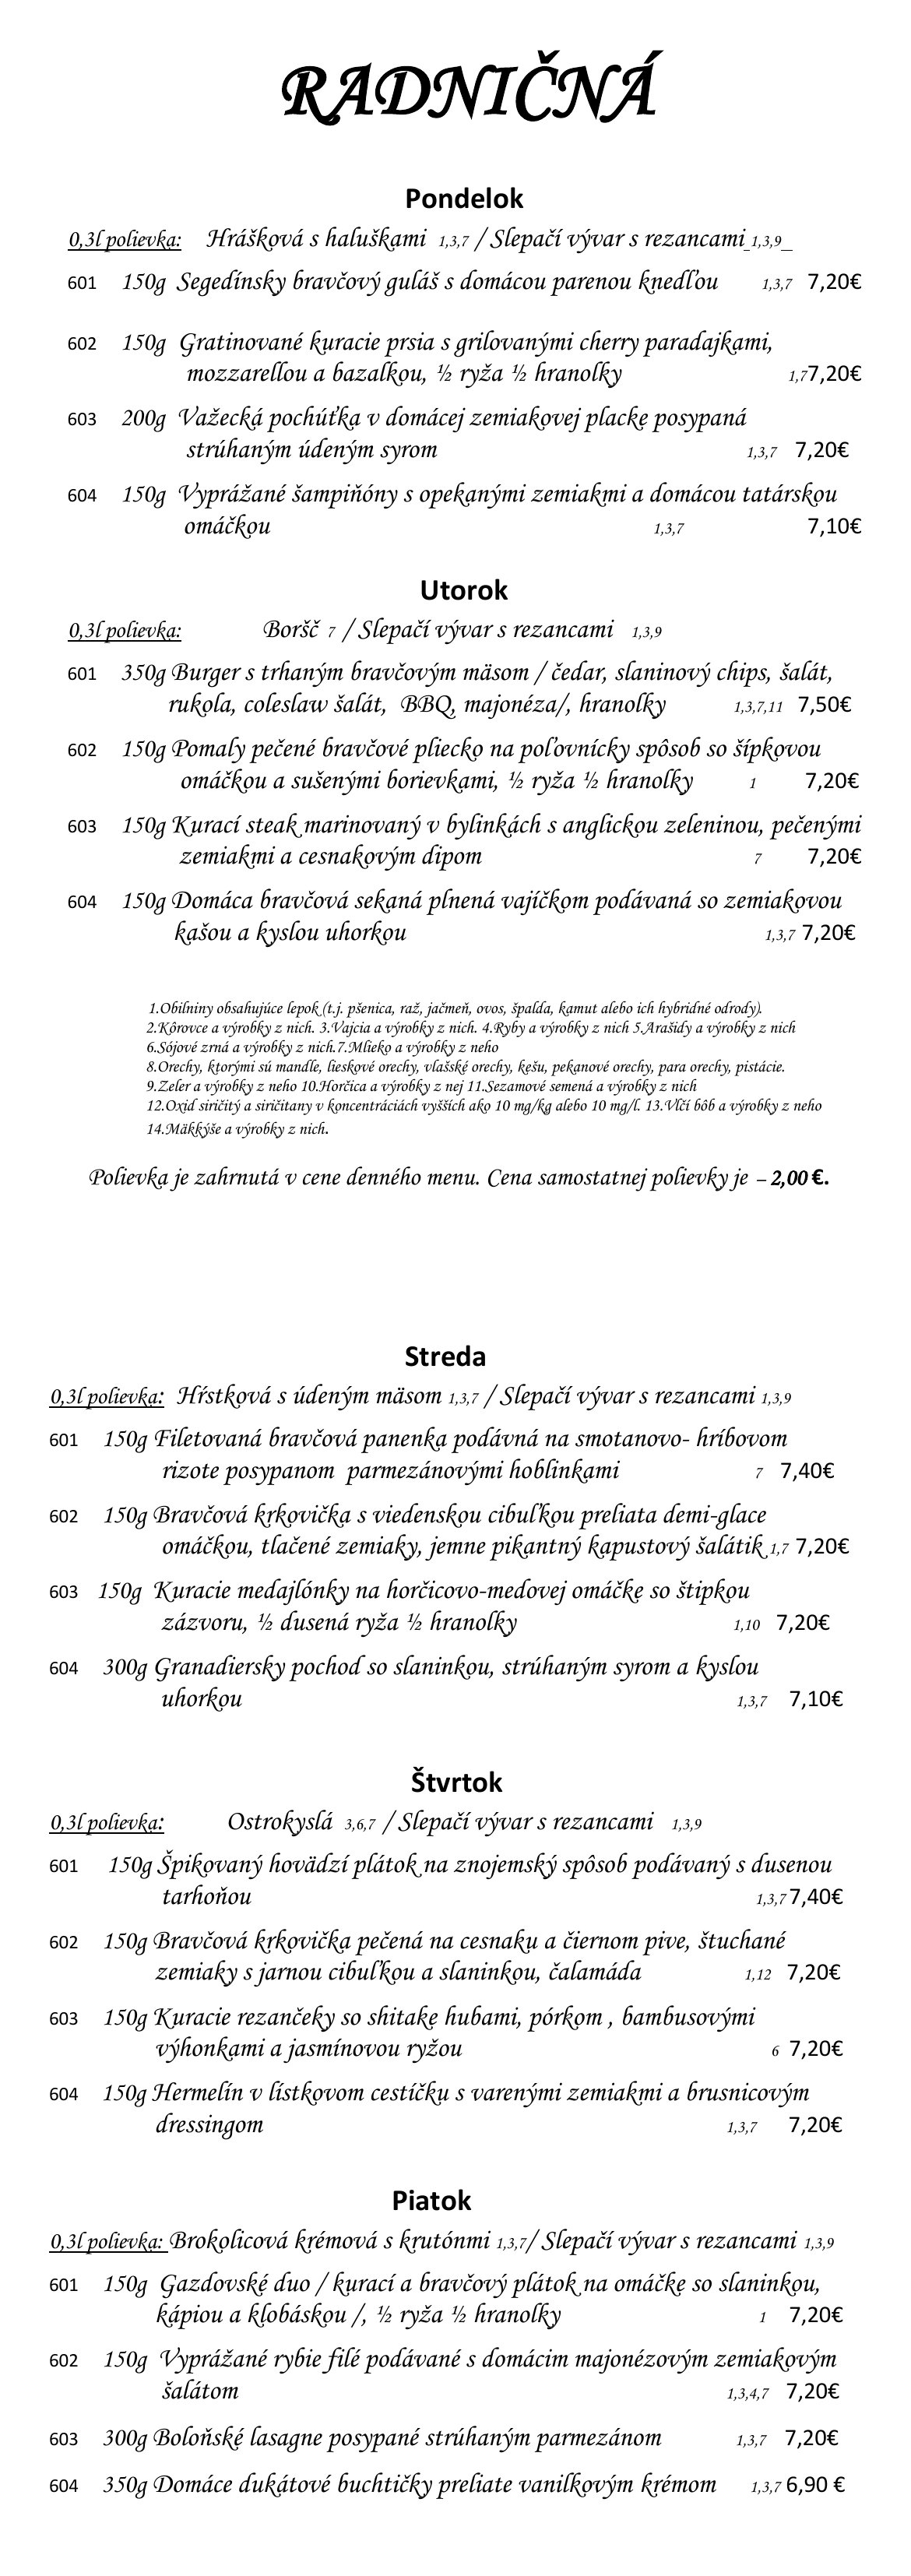 RADNIČNÁ
Pondelok
0,3l polievka: Hrášková s haluškami 1,3,7 / Slepačí vývar s rezancami 1,3,9
601 150g Segedínsky bravčový guláš s domácou parenou knedľou 1,3,7 7,20€
602 150g Gratinované kuracie prsia s grilovanými cherry paradajkami,
mozzarellou a bazalkou, ½ ryža ½ hranolky 1,7 7,20€
603 200g Važecká pochúťka v domácej zemiakovej placke posypaná
strúhaným údeným syrom 1,3,7 7,20€
604 150g Vyprážané šampiňóny s opekanými zemiakmi a domácou tatárskou
omáčkou 1,3,7 7,10€
Utorok
0,3l polievka: Boršč 7 / Slepačí vývar s rezancami 1,3,9
601 350g Burger s trhaným bravčovým mäsom / čedar, slaninový chips, šalát,
rukola, coleslaw šalát, BBQ, majonéza/, hranolky 1,3,7,11 7,50€
602 150g Pomaly pečené bravčové pliecko na poľovnícky spôsob so šípkovou
omáčkou a sušenými borievkami, ½ ryža ½ hranolky 1 7,20€
603 150g Kurací steak marinovaný v bylinkách s anglickou zeleninou, pečenými
zemiakmi a cesnakovým dipom 7 7,20€
604 150g Domáca bravčová sekaná plnená vajíčkom podávaná so zemiakovou
kašou a kyslou uhorkou 1,3,7 7,20€
1.Obilniny obsahujúce lepok (t.j. pšenica, raž, jačmeň, ovos, špalda, kamut alebo ich hybridné odrody).
2.Kôrovce a výrobky z nich. 3.Vajcia a výrobky z nich. 4.Ryby a výrobky z nich 5.Arašidy a výrobky z nich
6.Sójové zrná a výrobky z nich.7.Mlieko a výrobky z neho
8.Orechy, ktorými sú mandle, lieskové orechy, vlašské orechy, kešu, pekanové orechy, para orechy, pistácie.
9.Zeler a výrobky z neho 10.Horčica a výrobky z nej 11.Sezamové semená a výrobky z nich
12.Oxid siričitý a siričitany v koncentráciách vyšších ako 10 mg/kg alebo 10 mg/l. 13.Vlčí bôb a výrobky z neho
14.Mäkkýše a výrobky z nich.
Polievka je zahrnutá v cene denného menu. Cena samostatnej polievky je – 2,00 €.
Streda
0,3l polievka: Hŕstková s údeným mäsom 1,3,7 / Slepačí vývar s rezancami 1,3,9
601 150g Filetovaná bravčová panenka podávná na smotanovo- hríbovom
rizote posypanom parmezánovými hoblinkami 7 7,40€
602 150g Bravčová krkovička s viedenskou cibuľkou preliata demi-glace
omáčkou, tlačené zemiaky, jemne pikantný kapustový šalátik 1,7 7,20€
603 150g Kuracie medajlónky na horčicovo-medovej omáčke so štipkou
zázvoru, ½ dusená ryža ½ hranolky 1,10 7,20€
604 300g Granadiersky pochod so slaninkou, strúhaným syrom a kyslou
uhorkou 1,3,7 7,10€
Štvrtok
0,3l polievka: Ostrokyslá 3,6,7 / Slepačí vývar s rezancami 1,3,9
601 150g Špikovaný hovädzí plátok na znojemský spôsob podávaný s dusenou
tarhoňou 1,3,7 7,40€
602 150g Bravčová krkovička pečená na cesnaku a čiernom pive, štuchané
zemiaky s jarnou cibuľkou a slaninkou, čalamáda 1,12 7,20€
603 150g Kuracie rezančeky so shitake hubami, pórkom , bambusovými
výhonkami a jasmínovou ryžou 6 7,20€
604 150g Hermelín v lístkovom cestíčku s varenými zemiakmi a brusnicovým
dressingom 1,3,7 7,20€
Piatok
0,3l polievka: Brokolicová krémová s krutónmi 1,3,7/ Slepačí vývar s rezancami 1,3,9
601 150g Gazdovské duo / kurací a bravčový plátok na omáčke so slaninkou,
kápiou a klobáskou /, ½ ryža ½ hranolky 1 7,20€
602 150g Vyprážané rybie filé podávané s domácim majonézovým zemiakovým
šalátom 1,3,4,7 7,20€
603 300g Boloňské lasagne posypané strúhaným parmezánom 1,3,7 7,20€
604 350g Domáce dukátové buchtičky preliate vanilkovým krémom 1,3,7 6,90 €